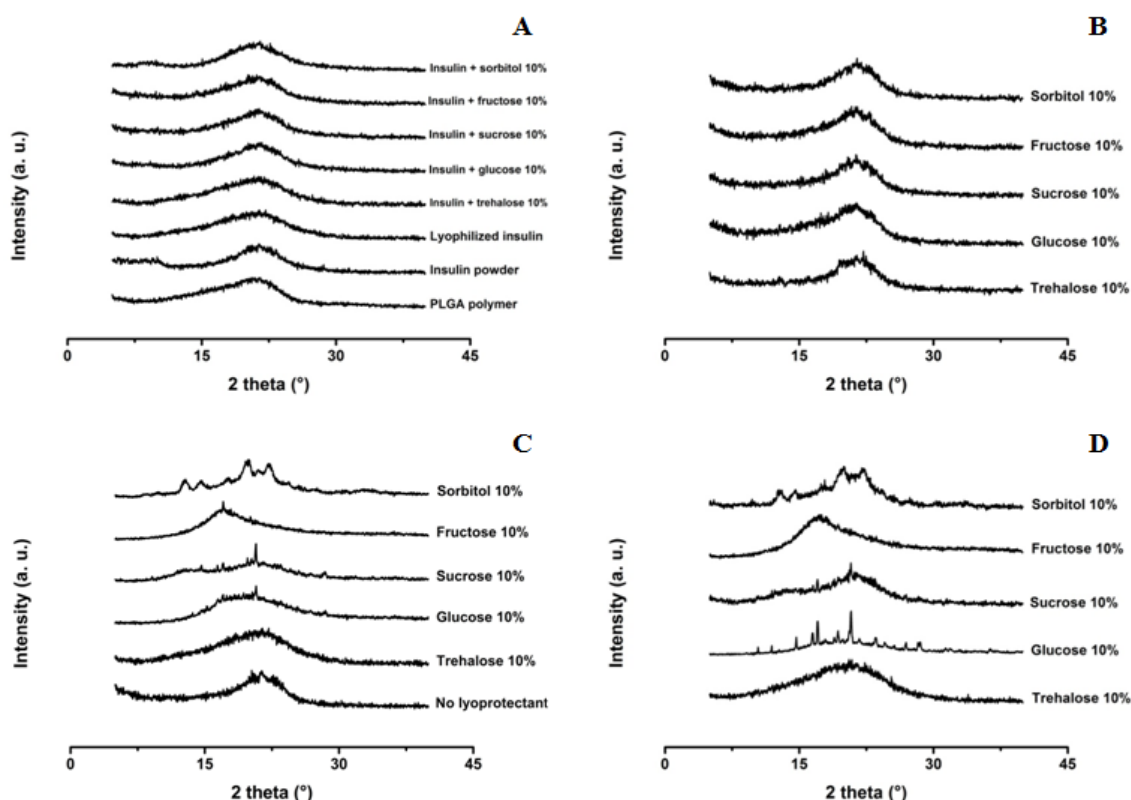 A
Insulin + sorbitol 10%
Insulin + fructose 10%
Insulin + sucrose 10%
Insulin + glucose 10%
Insulin + trehalose 10%
Lyophilized insulin
Insulin powder
PLGA polymer
Intensity (a. u.)
0 15 30 45
2 theta (°)
B
Sorbitol 10%
Fructose 10%
Sucrose 10%
Glucose 10%
Trehalose 10%
Intensity (a. u.)
0 15 30 45
2 theta (°)
C
Sorbitol 10%
Fructose 10%
Sucrose 10%
Glucose 10%
Trehalose 10%
No lyoprotectant
Intensity (a. u.)
0 15 30 45
2 theta (°)
D
Sorbitol 10%
Fructose 10%
Sucrose 10%
Glucose 10%
Trehalose 10%
Intensity (a. u.)
0 15 30 45
2 theta (°)